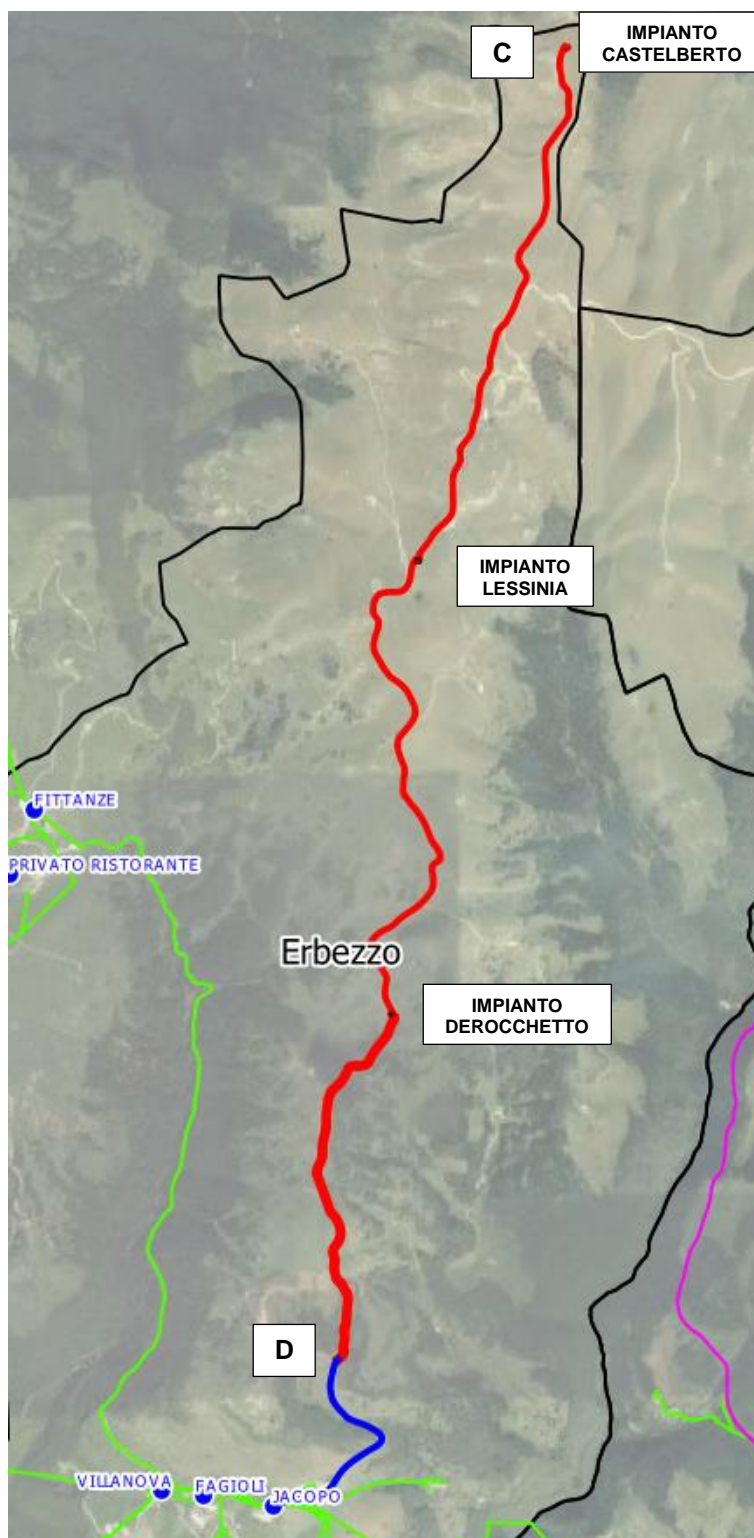 C
IMPIANTO
CASTELBERTO
IMPIANTO
LESSINIA
FITTANZE
PRIVATO RISTORANTE
Erbezzo
IMPIANTO
DEROCCHETTO
D
VILLANOVA
FAGIOLI
JACOPO